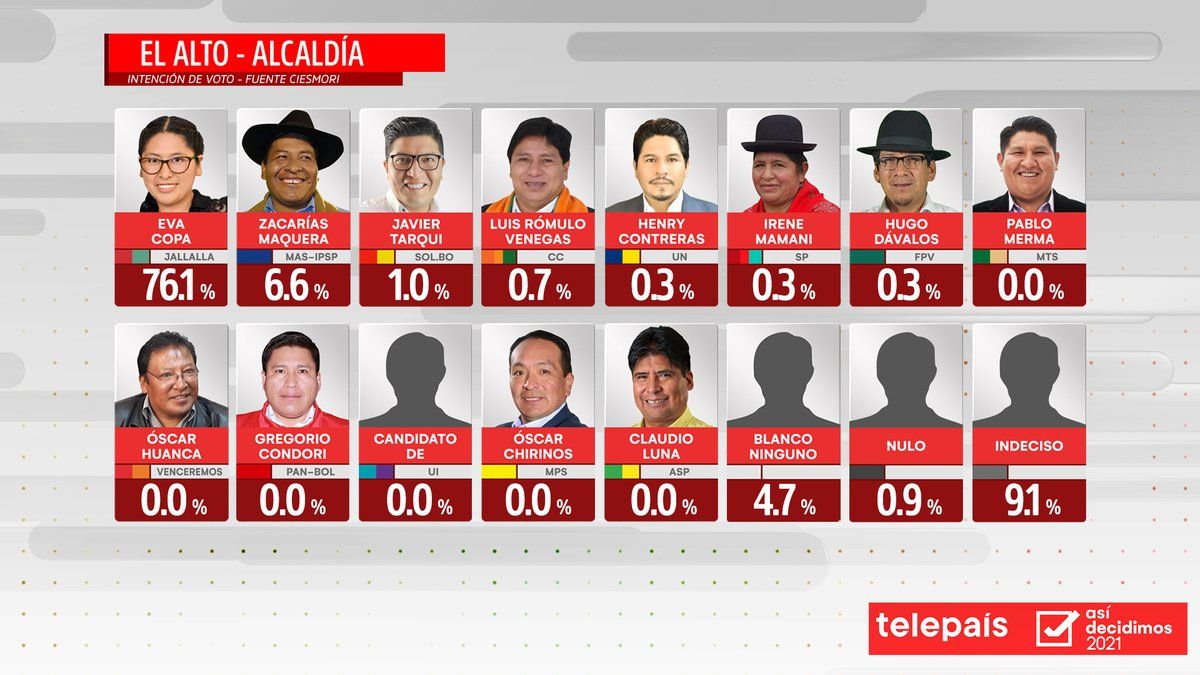 EL ALTO - ALCALDÍA
INTENCIÓN DE VOTO - FUENTE CIESMORI
EVA
COPA
JALLALLA
76.1 %
ZACARÍAS
MAQUERA
MAS-IPSP
6.6 %
JAVIER
TARQUI
SOL.BO
1.0 %
LUIS RÓMULO
VENEGAS
CC
0.7 %
HENRY
CONTRERAS
UN
0.3 %
IRENE
MAMANI
SP
0.3 %
HUGO
DÁVALOS
FPV
0.3 %
PABLO
MERMA
MTS
0.0 %
ÓSCAR
HUANCA
VENCEREMOS
0.0 %
GREGORIO
CONDORI
PAN-BOL
0.0 %
CANDIDATO
DE
UI
0.0 %
ÓSCAR
CHIRINOS
MPS
0.0 %
CLAUDIO
LUNA
ASP
0.0 %
BLANCO
NINGUNO
4.7 %
NULO
0.9 %
INDECISO
9.1 %
telepaís
así
decidimos
2021